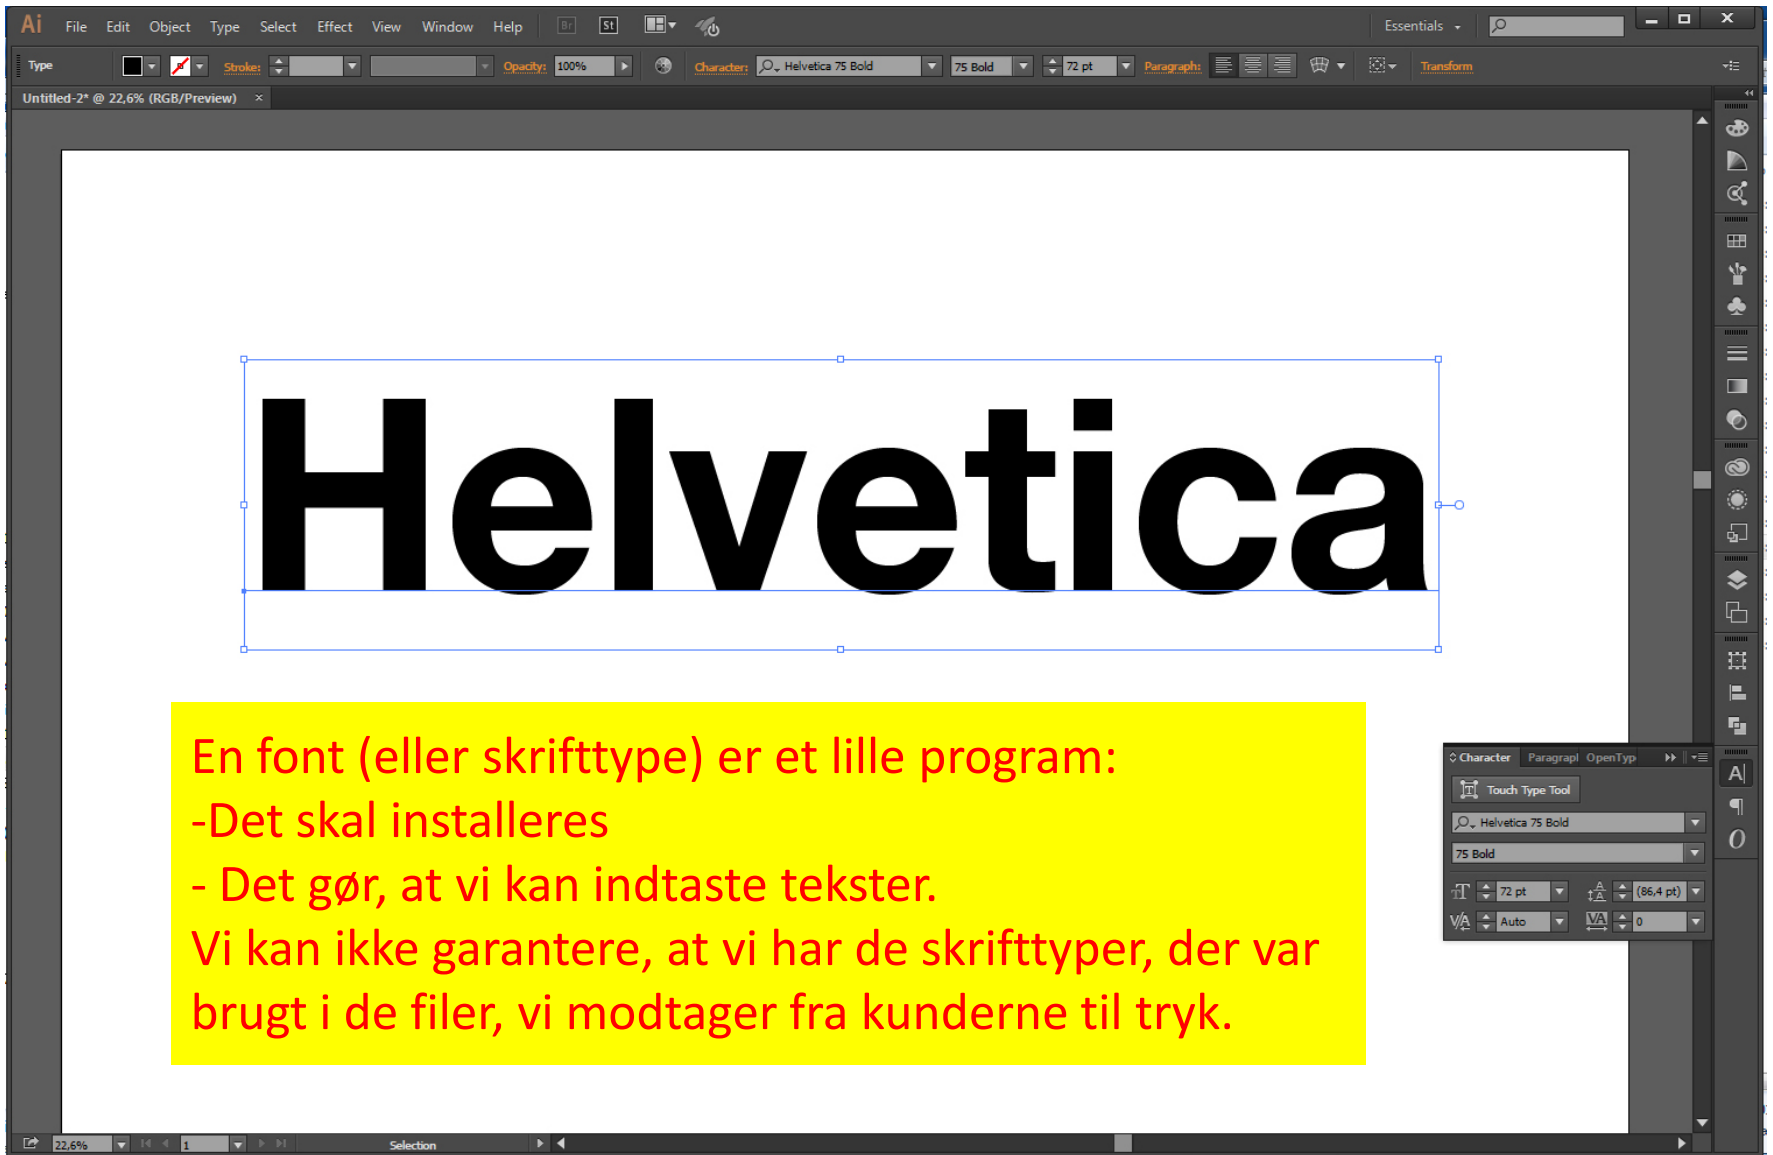 Ai File Edit Object Type Select Effect View Window Help Br St Essentials
Type Stroke: Opacity: 100% Character: Helvetica 75 Bold 75 Bold 72 pt Paragraph: Transform
Untitled-2* @ 22,6% (RGB/Preview) ×
Helvetica
En font (eller skrifttype) er et lille program:
-Det skal installeres
- Det gør, at vi kan indtaste tekster.
Vi kan ikke garantere, at vi har de skrifttyper, der var
brugt i de filer, vi modtager fra kunderne til tryk.
Character Paragrapl OpenTyp
Touch Type Tool
Helvetica 75 Bold
75 Bold
72 pt (86,4 pt)
Auto 0
22,6% 1 Selection